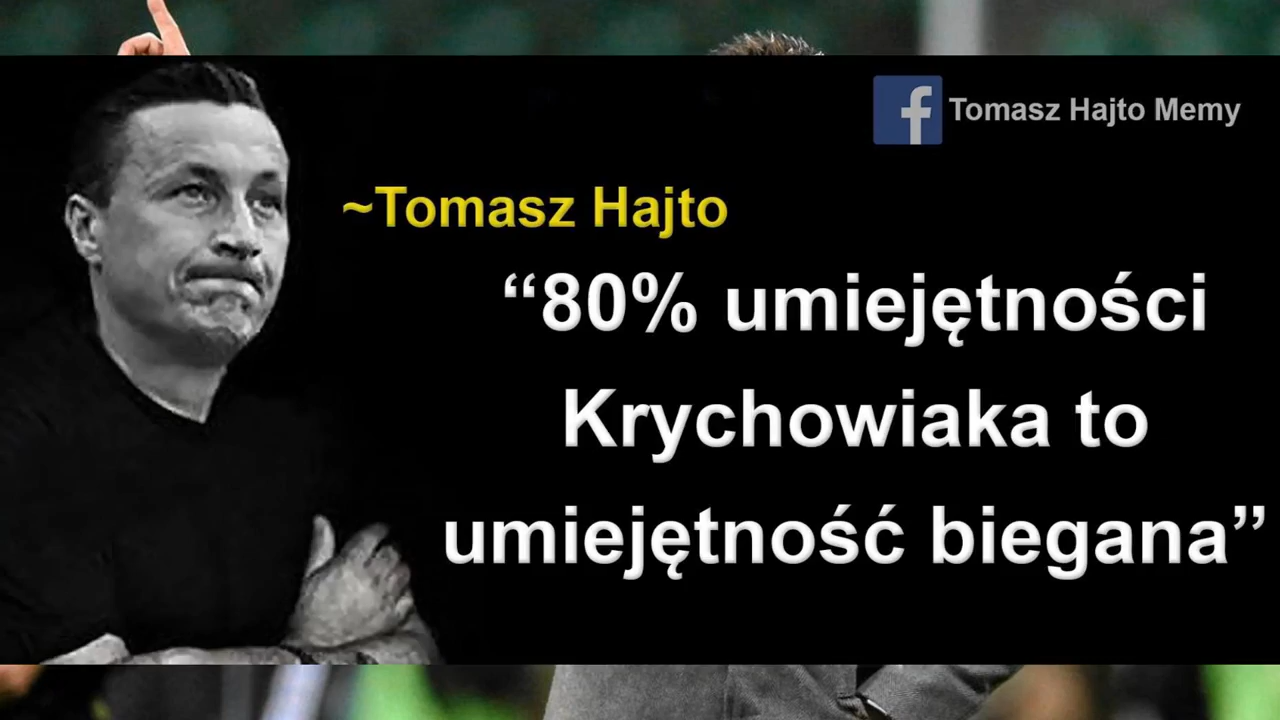 Tomasz Hajto Memy
~Tomasz Hajto
“80% umiejętności
Krychowiaka to
umiejętność biegana”